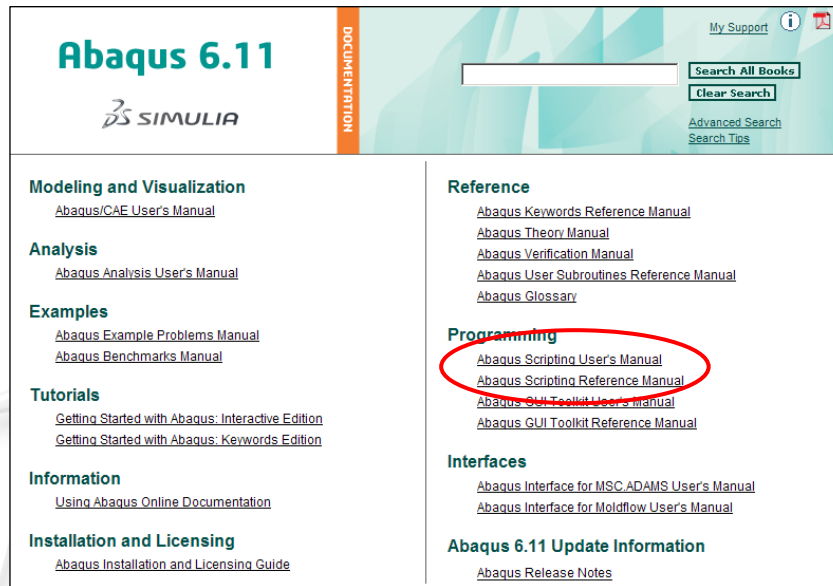 Abaqus 6.11
SIMULIA
DOCUMENTATION
My Support
Search All Books
Clear Search
Advanced Search
Search Tips
Modeling and Visualization
Abaqus/CAE User's Manual
Analysis
Abaqus Analysis User's Manual
Examples
Abaqus Example Problems Manual
Abaqus Benchmarks Manual
Tutorials
Getting Started with Abaqus: Interactive Edition
Getting Started with Abaqus: Keywords Edition
Information
Using Abaqus Online Documentation
Installation and Licensing
Abaqus Installation and Licensing Guide
Reference
Abaqus Keywords Reference Manual
Abaqus Theory Manual
Abaqus Verification Manual
Abaqus User Subroutines Reference Manual
Abaqus Glossary
Programming
Abaqus Scripting User's Manual
Abaqus Scripting Reference Manual
Abaqus GUI Toolkit User's Manual
Abaqus GUI Toolkit Reference Manual
Interfaces
Abaqus Interface for MSC.ADAMS User's Manual
Abaqus Interface for Moldflow User's Manual
Abaqus 6.11 Update Information
Abaqus Release Notes